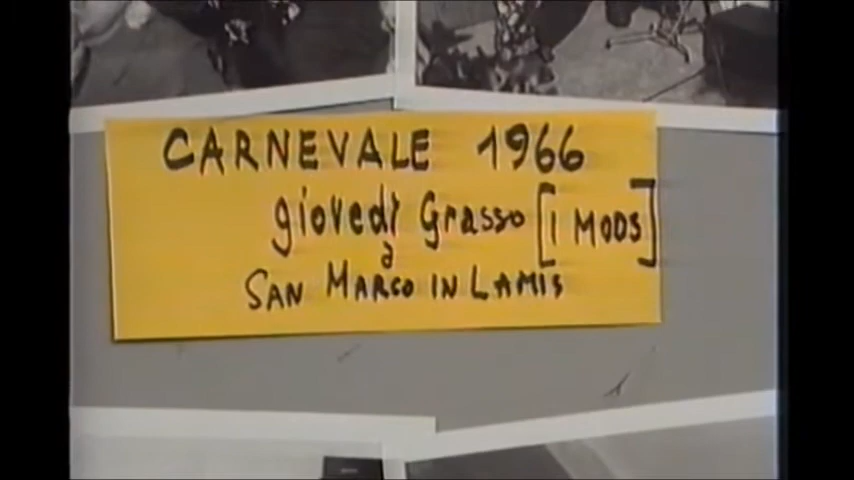 CARNEVALE 1966
giovedì Grasso [I MODS]
a
SAN MARCO IN LAMIS